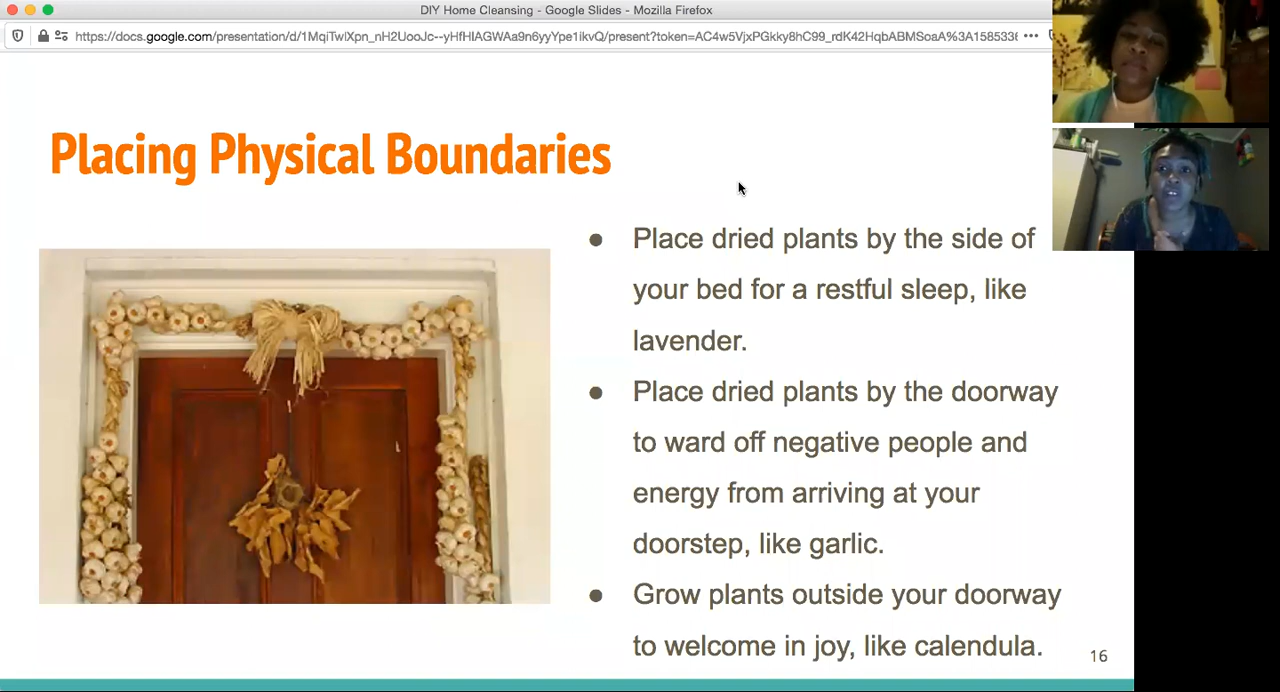 DIY Home Cleansing - Google Slides - Mozilla Firefox
Placing Physical Boundaries
● Place dried plants by the side of
your bed for a restful sleep, like
lavender.
● Place dried plants by the doorway
to ward off negative people and
energy from arriving at your
doorstep, like garlic.
● Grow plants outside your doorway
to welcome in joy, like calendula.
16